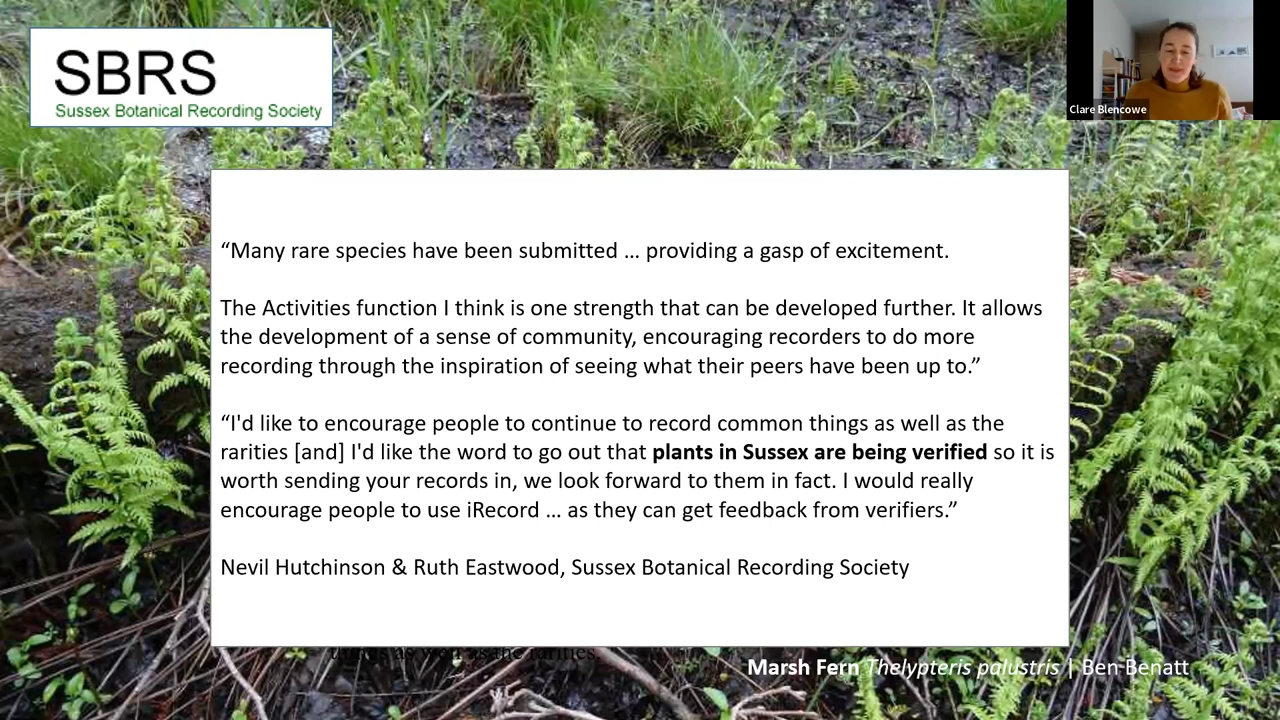 SBRS
Sussex Botanical Recording Society
Clare Blencowe
“Many rare species have been submitted … providing a gasp of excitement.
The Activities function I think is one strength that can be developed further. It allows
the development of a sense of community, encouraging recorders to do more
recording through the inspiration of seeing what their peers have been up to.”
“I'd like to encourage people to continue to record common things as well as the
rarities [and] I'd like the word to go out that plants in Sussex are being verified so it is
worth sending your records in, we look forward to them in fact. I would really
encourage people to use iRecord … as they can get feedback from verifiers.”
Nevil Hutchinson & Ruth Eastwood, Sussex Botanical Recording Society
things as well as the rarities
Marsh Fern Thelypteris palustris | Ben Benatt